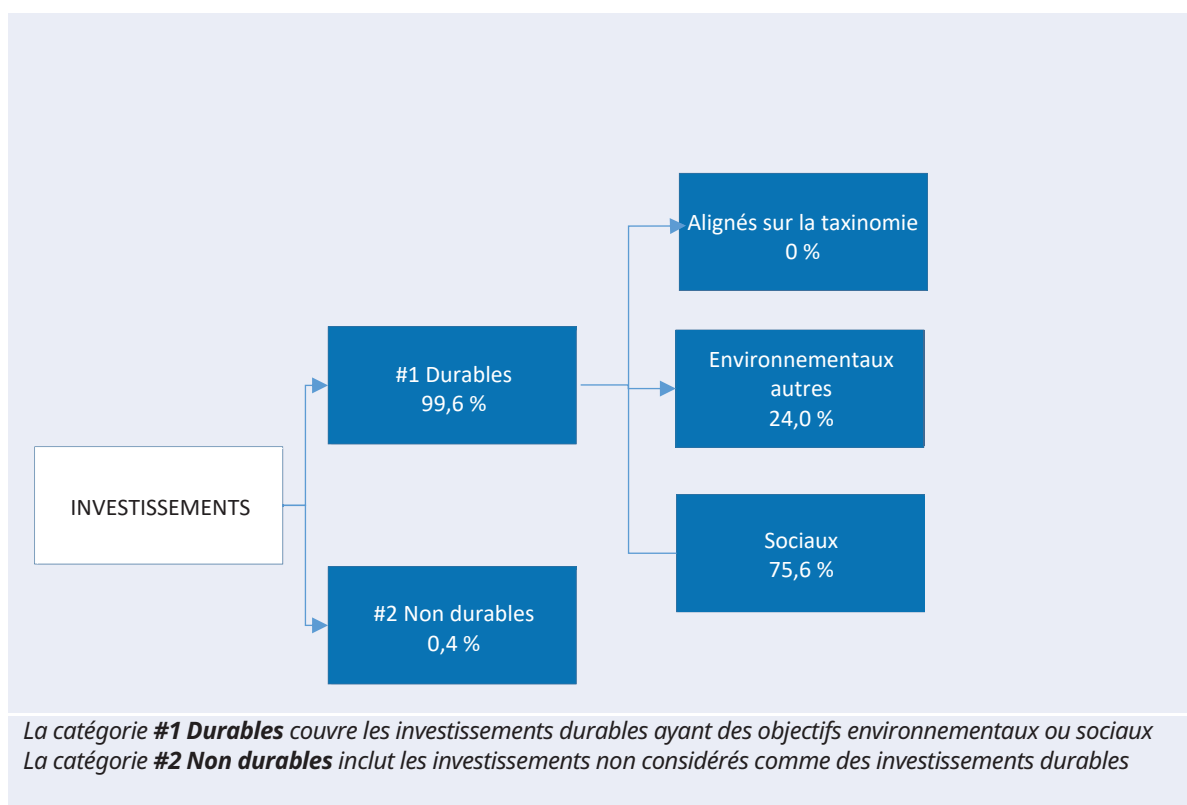 Alignés sur la taxinomie
0 %
Environnementaux
autres
24,0 %
#1 Durables
99,6 %
INVESTISSEMENTS
Sociaux
75,6 %
#2 Non durables
0,4 %
La catégorie #1 Durables couvre les investissements durables ayant des objectifs environnementaux ou sociaux
La catégorie #2 Non durables inclut les investissements non considérés comme des investissements durables